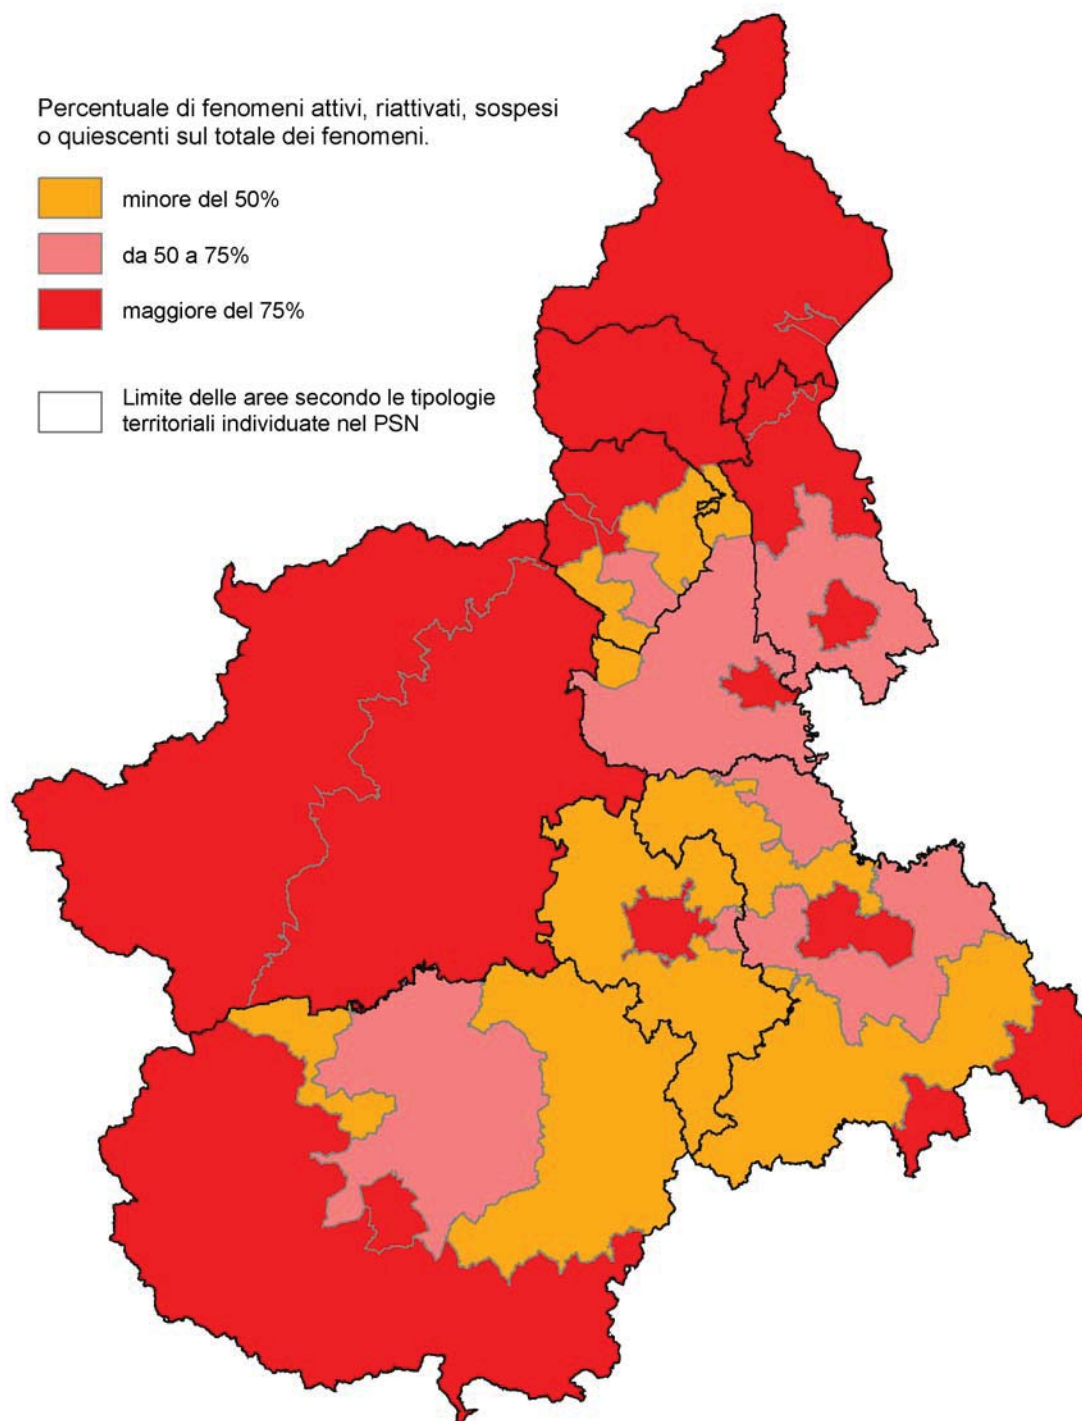 Percentuale di fenomeni attivi, riattivati, sospesi
o quiescenti sul totale dei fenomeni.
minore del 50%
da 50 a 75%
maggiore del 75%
Limite delle aree secondo le tipologie
territoriali individuate nel PSN